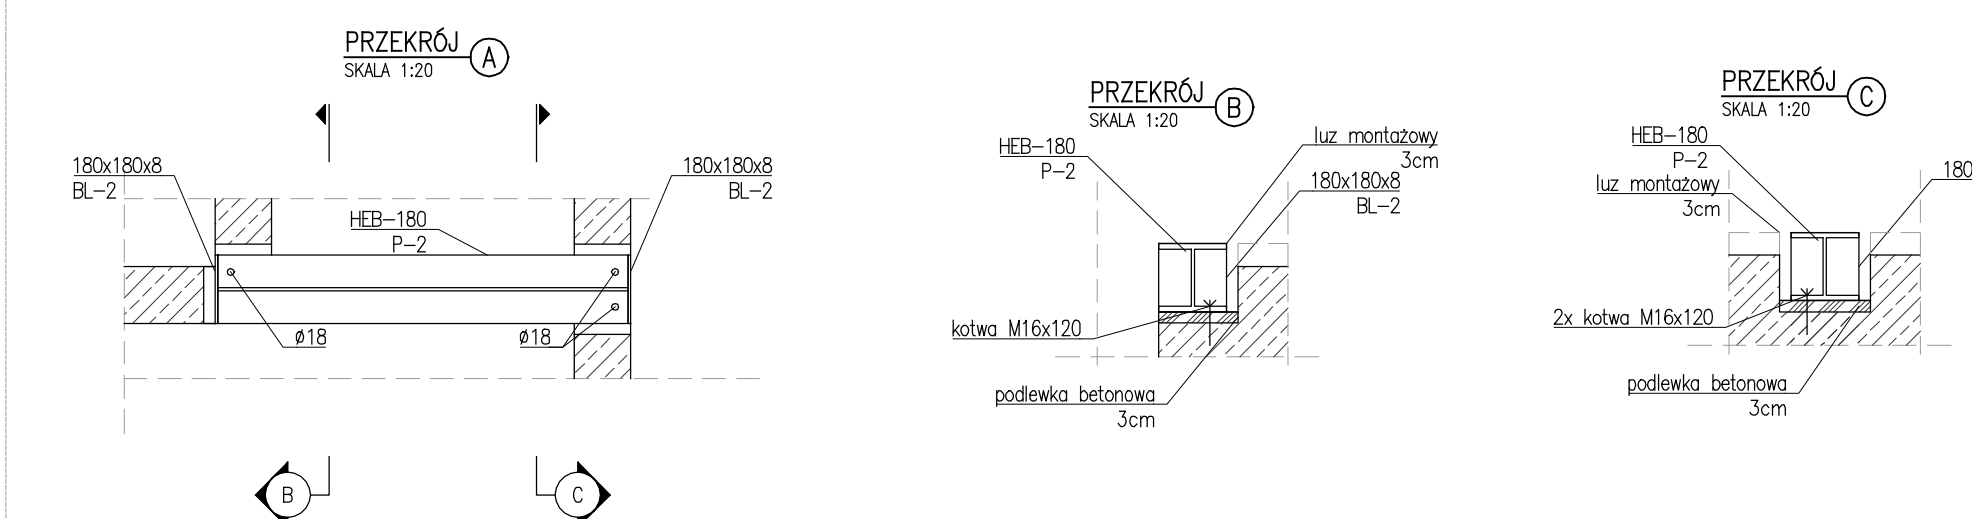 PRZEKRÓJ A
SKALA 1:20
180x180x8
BL-2
180x180x8
BL-2
HEB-180
P-2
ø18
ø18
B
C
PRZEKRÓJ B
SKALA 1:20
HEB-180
P-2
luz montażowy
3cm
180x180x8
BL-2
kotwa M16x120
podlewka betonowa
3cm
PRZEKRÓJ C
SKALA 1:20
HEB-180
P-2
luz montażowy
3cm
180
2x kotwa M16x120
podlewka betonowa
3cm